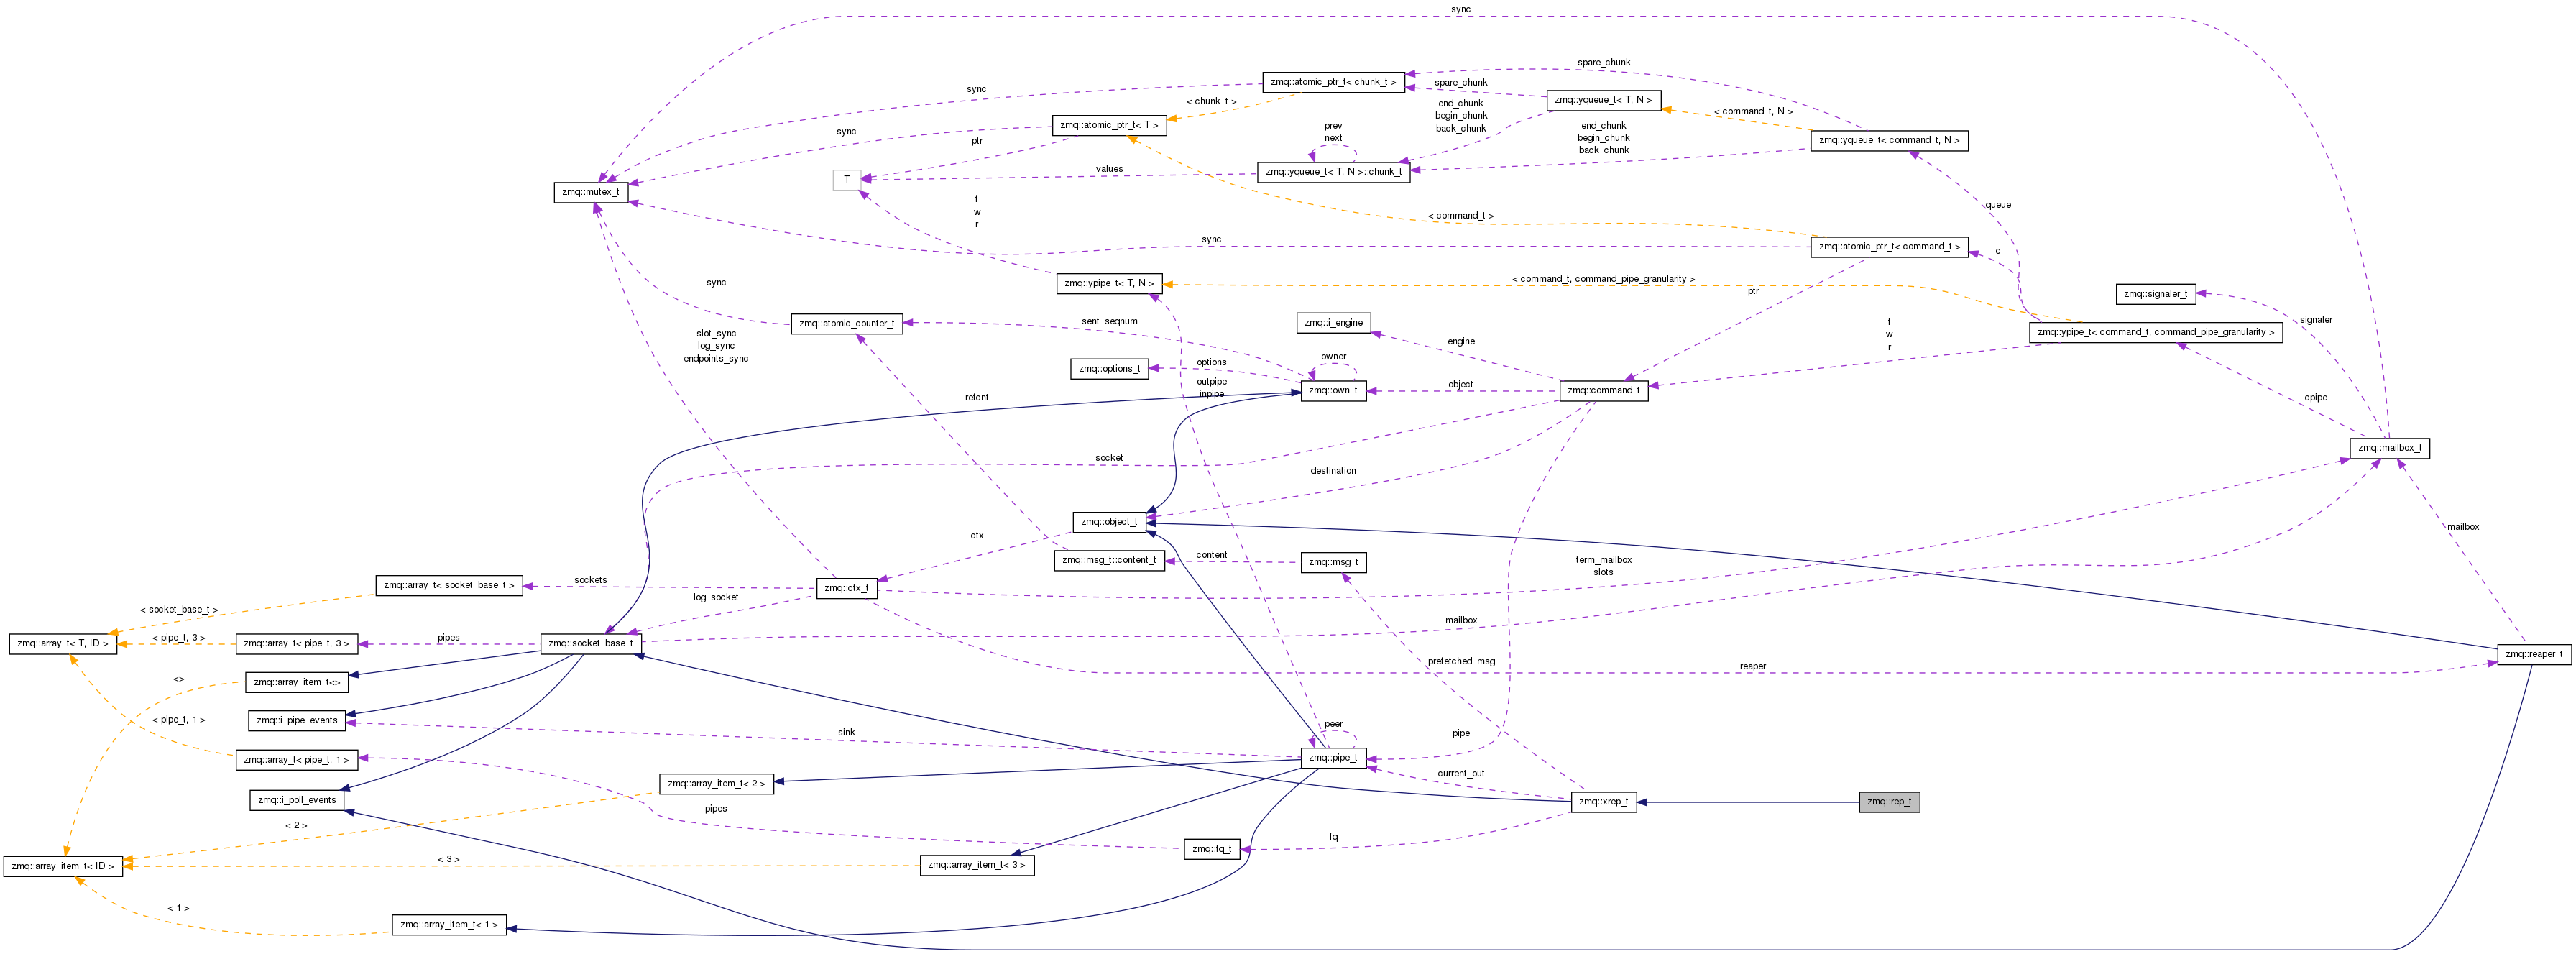 sync
spare_chunk
zmq::atomic_ptr_t< chunk_t >
spare_chunk
sync
< chunk_t >
zmq::yqueue_t< T, N >
end_chunk
begin_chunk
back_chunk
< command_t, N >
zmq::atomic_ptr_t< T >
sync
ptr
prev
next
end_chunk
begin_chunk
back_chunk
zmq::yqueue_t< command_t, N >
values
zmq::yqueue_t< T, N >::chunk_t
T
zmq::mutex_t
f
w
r
< command_t >
queue
sync
zmq::atomic_ptr_t< command_t >
c
zmq::ypipe_t< T, N >
< command_t, command_pipe_granularity >
sync
ptr
zmq::signaler_t
zmq::atomic_counter_t
sent_seqnum
zmq::i_engine
signaler
f
w
r
zmq::ypipe_t< command_t, command_pipe_granularity >
slot_sync
log_sync
endpoints_sync
engine
owner
options
zmq::options_t
outpipe
inpipe
zmq::own_t
object
zmq::command_t
refcnt
cpipe
zmq::mailbox_t
socket
destination
zmq::object_t
mailbox
ctx
zmq::msg_t::content_t
content
zmq::msg_t
term_mailbox
slots
zmq::array_t< socket_base_t >
sockets
zmq::ctx_t
log_socket
< socket_base_t >
mailbox
zmq::array_t< T, ID >
< pipe_t, 3 >
zmq::array_t< pipe_t, 3 >
pipes
zmq::socket_base_t
zmq::reaper_t
prefetched_msg
reaper
<>
zmq::array_item_t<>
< pipe_t, 1 >
zmq::i_pipe_events
peer
sink
pipe
zmq::array_t< pipe_t, 1 >
zmq::pipe_t
current_out
zmq::array_item_t< 2 >
zmq::i_poll_events
pipes
zmq::xrep_t
zmq::rep_t
< 2 >
fq
zmq::fq_t
zmq::array_item_t< ID >
< 3 >
zmq::array_item_t< 3 >
< 1 >
zmq::array_item_t< 1 >